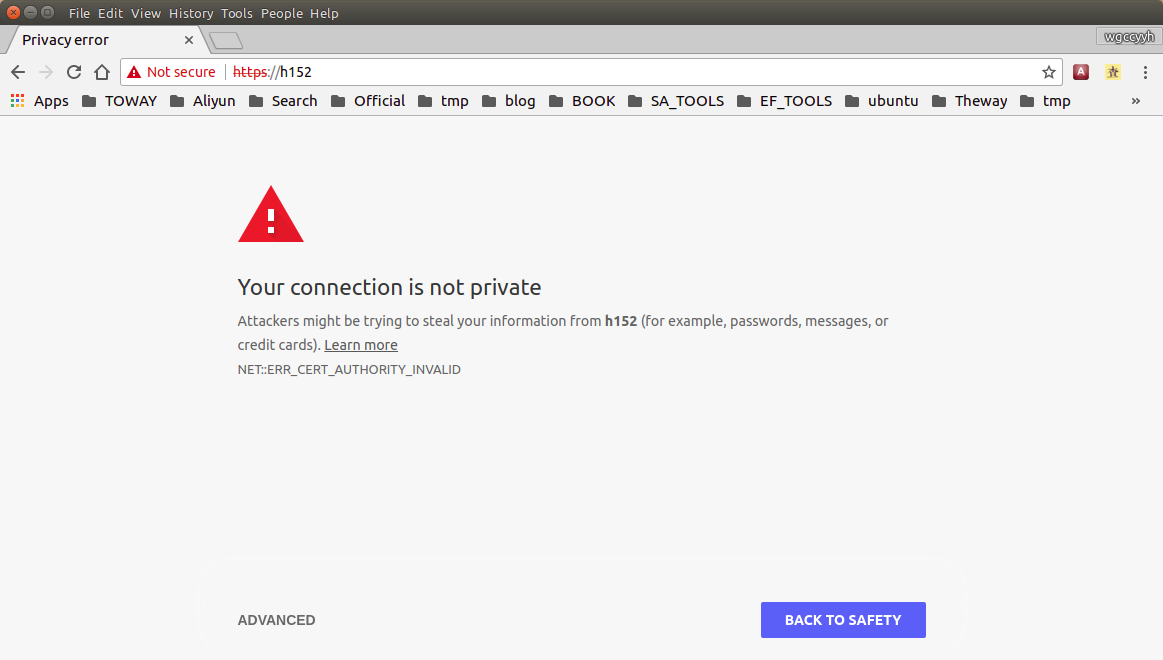 File Edit View History Tools People Help
Privacy error
wgccyyh
Not secure https://h152
Apps TOWAY Aliyun Search Official tmp blog BOOK SA_TOOLS EF_TOOLS ubuntu Theway tmp »
Your connection is not private
Attackers might be trying to steal your information from h152 (for example, passwords, messages, or
credit cards). Learn more
NET::ERR_CERT_AUTHORITY_INVALID
ADVANCED BACK TO SAFETY